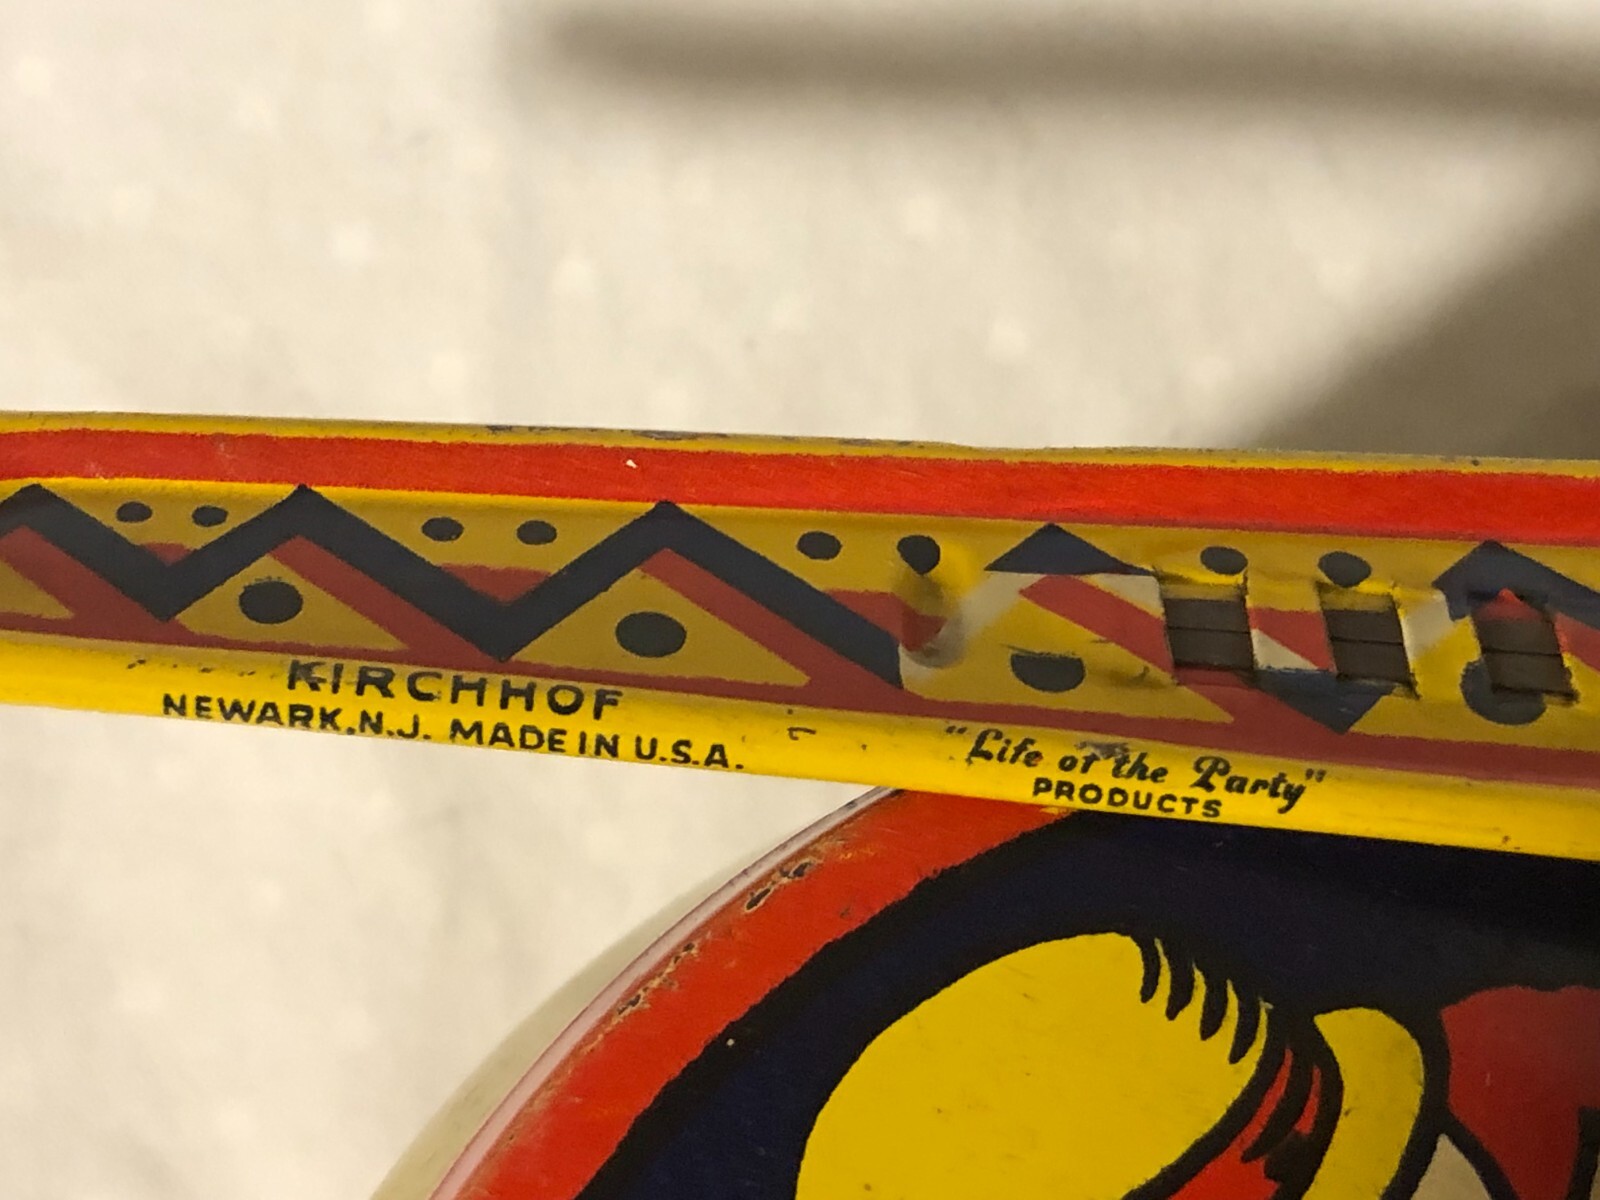 KIRCHHOF
NEWARK, N.J. MADE IN U.S.A.
"Life of the Party"
PRODUCTS